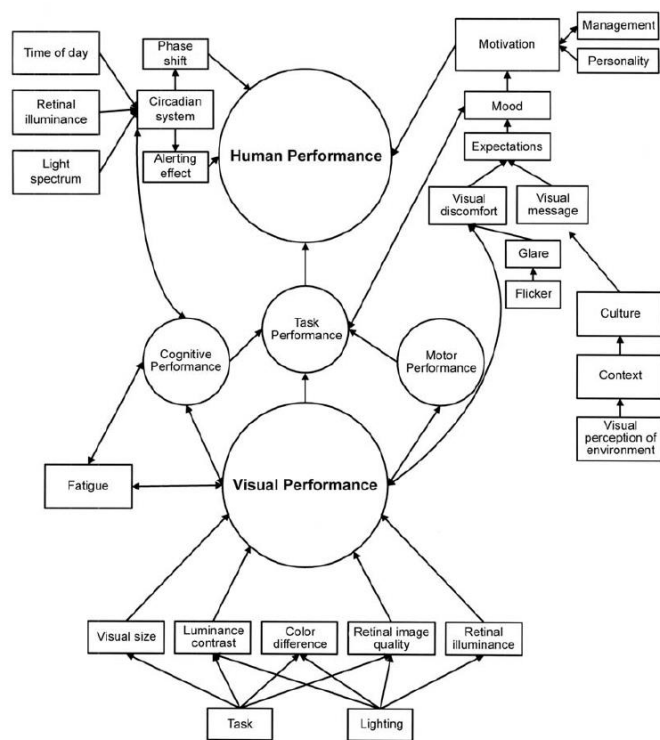 Time of day
Phase
shift
Motivation
Management
Personality
Retinal
illuminance
Circadian
system
Mood
Human Performance
Expectations
Light
spectrum
Alerting
effect
Visual
discomfort
Visual
message
Glare
Flicker
Culture
Task
Performance
Cognitive
Performance
Motor
Performance
Context
Visual
perception of
environment
Fatigue
Visual Performance
Visual size
Luminance
contrast
Color
difference
Retinal image
quality
Retinal
illuminance
Task
Lighting